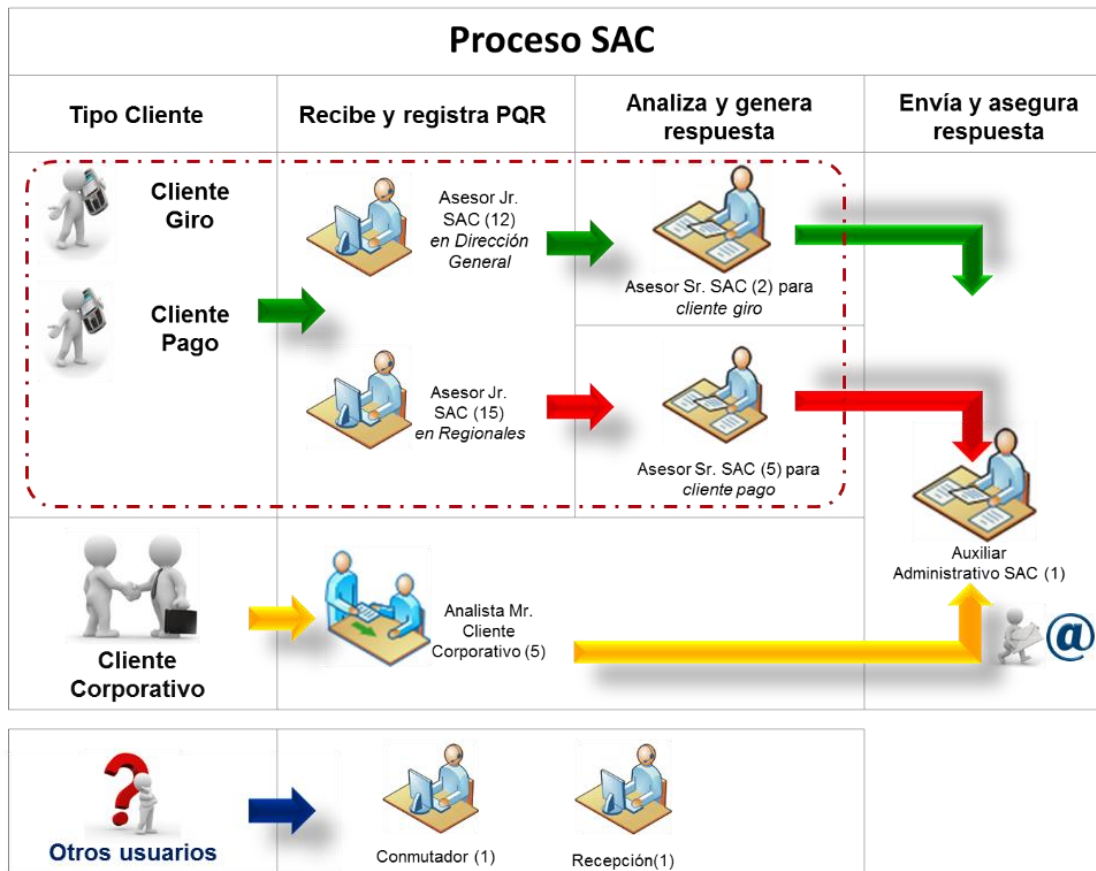 Proceso SAC
Tipo Cliente
Recibe y registra PQR
Analiza y genera
respuesta
Envía y asegura
respuesta
Cliente
Giro
Asesor Jr.
SAC (12)
en Dirección
General
Asesor Sr. SAC (2) para
cliente giro
Cliente
Pago
Asesor Jr.
SAC (15)
en Regionales
Asesor Sr. SAC (5) para
cliente pago
Auxiliar
Administrativo SAC (1)
Cliente
Corporativo
Analista Mr.
Cliente
Corporativo (5)
@
Otros usuarios
Conmutador (1)
Recepción(1)